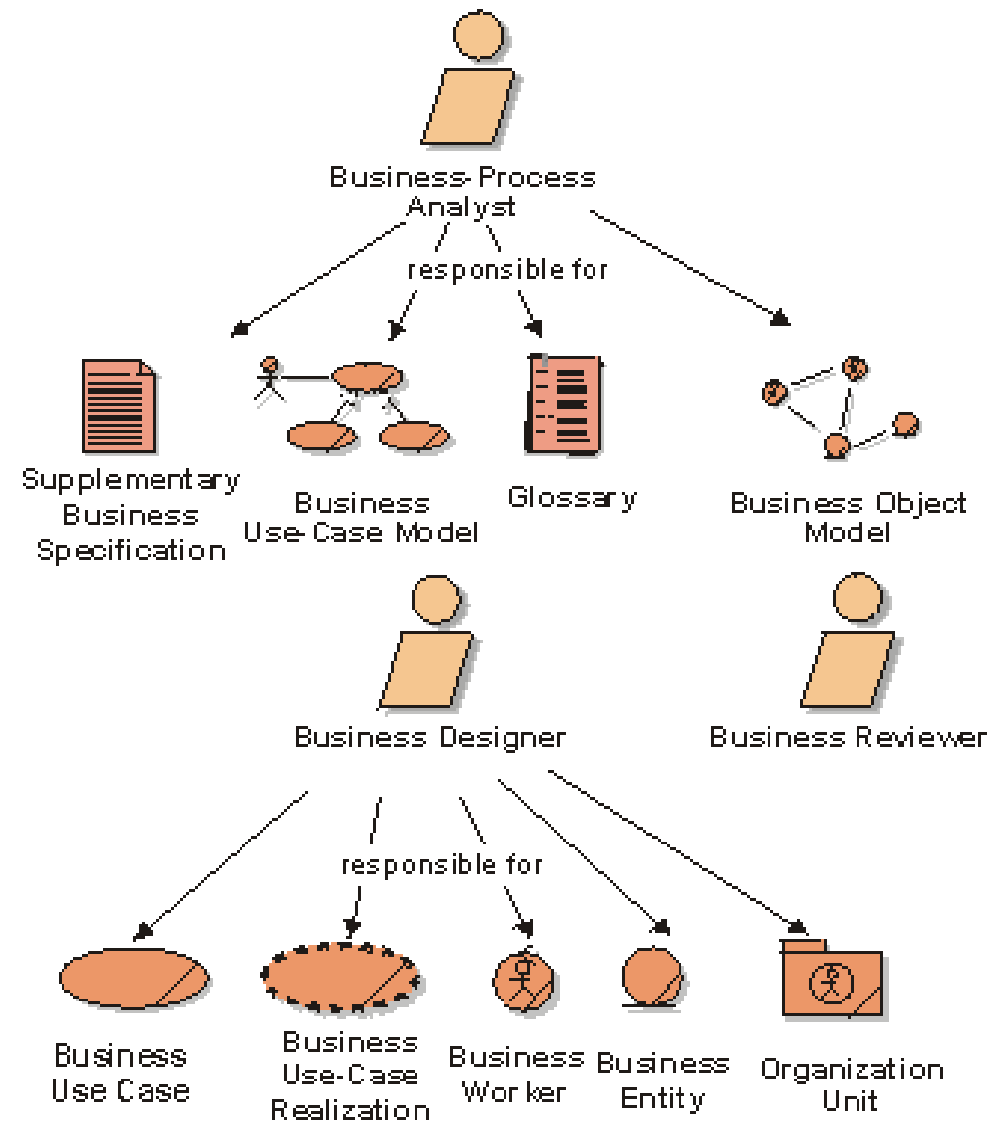 Business-Process
Analyst
responsible for
Supplementary
Business
Specification
Business
Use-Case Model
Glossary
Business Object
Model
Business Designer
Business Reviewer
responsible for
Business
Use Case
Business
Use-Case
Realization
Business
Worker
Business
Entity
Organization
Unit